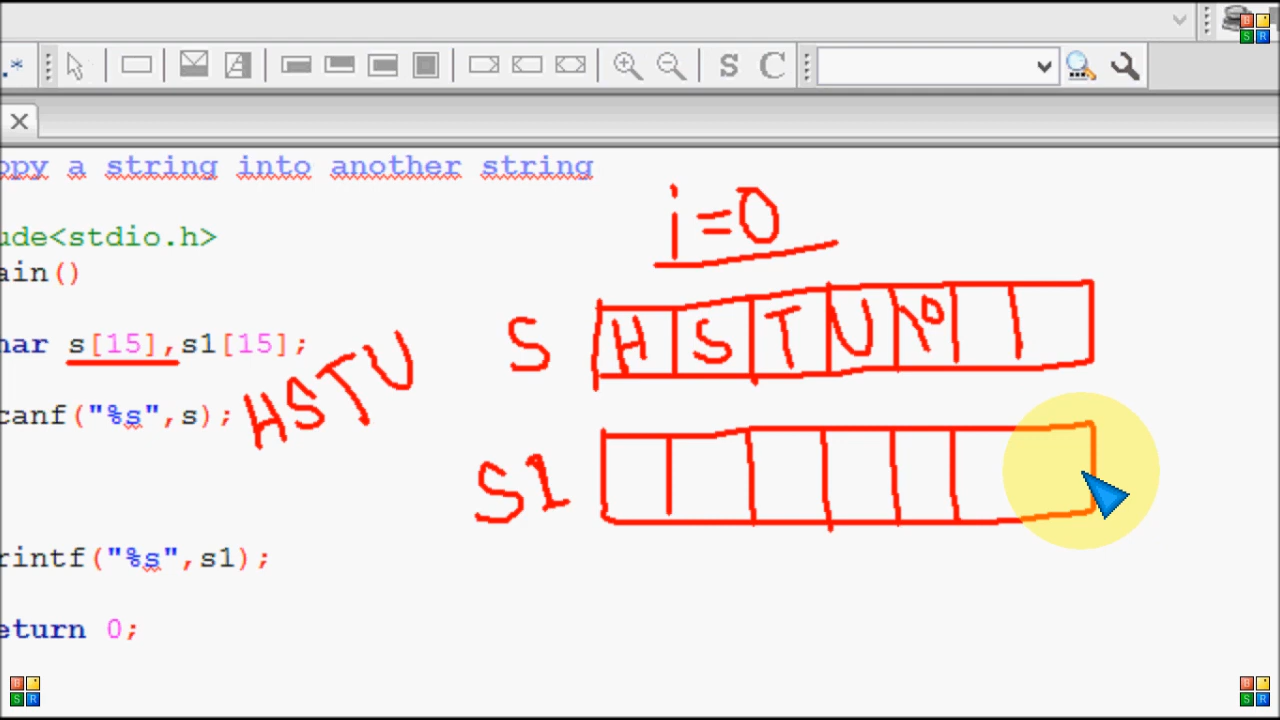 .*
S C
opy a string into another string
i=0
ude<stdio.h>
ain()
S H S T U \0
har s[15],s1[15];
HSTU
canf("%s",s);
S1
rintf("%s",s1);
eturn 0;